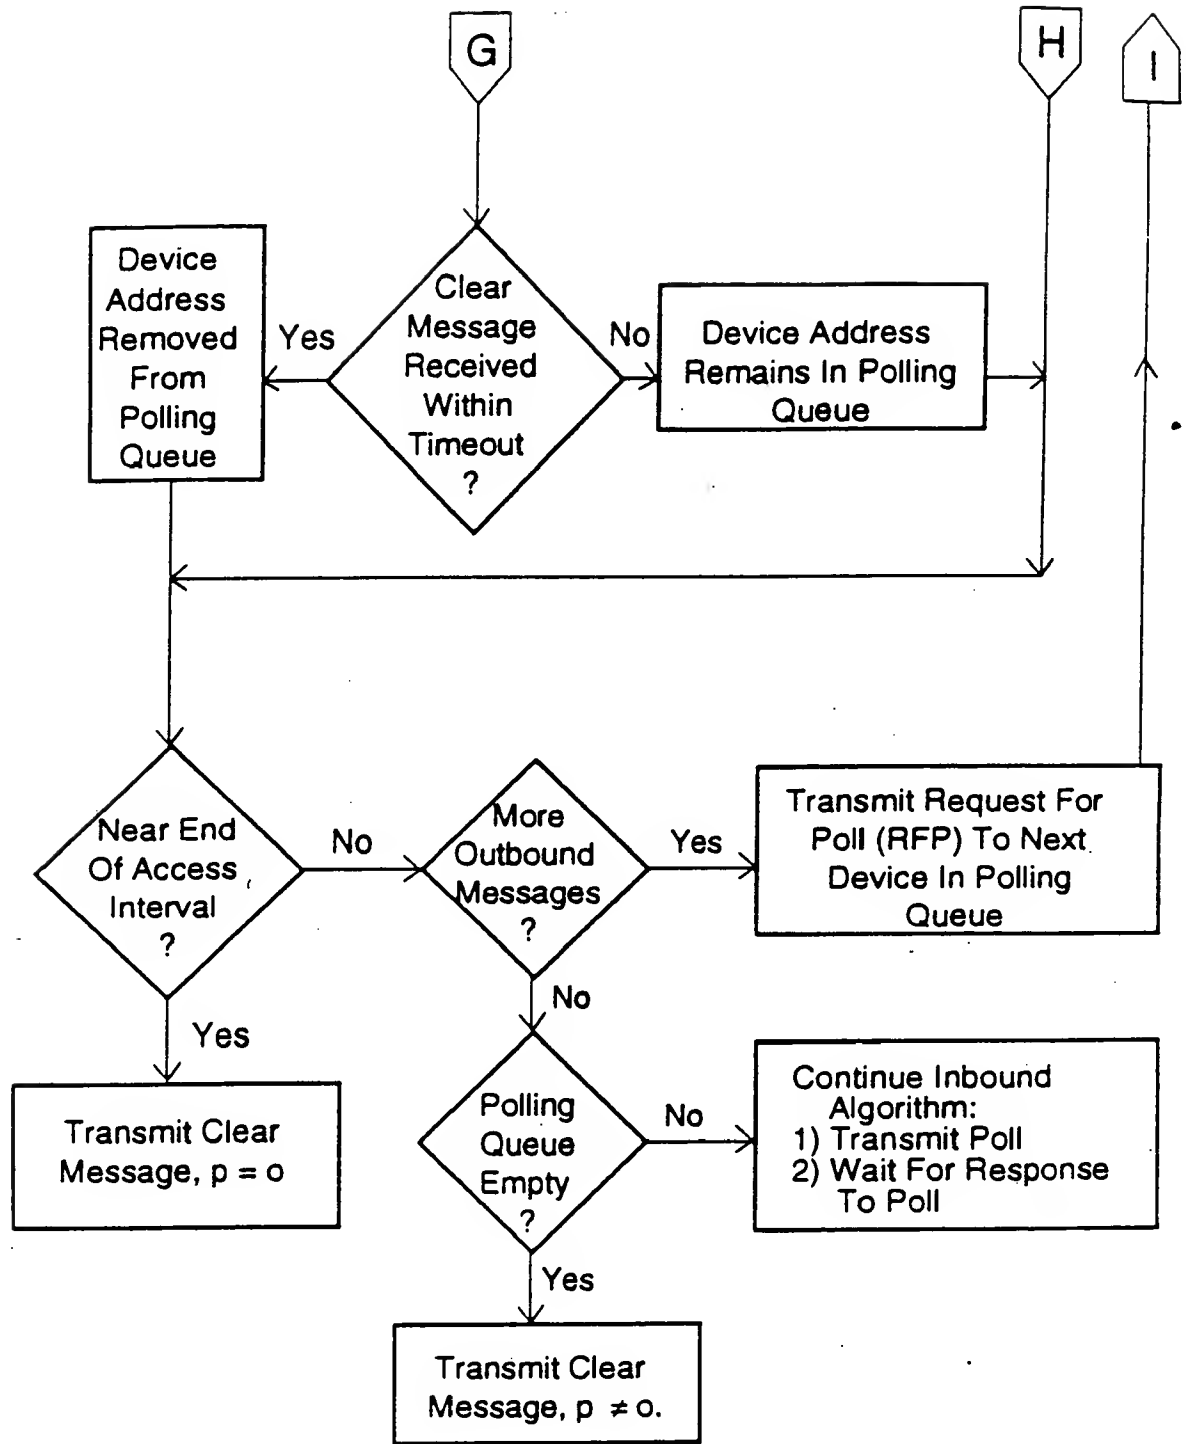 G
H
I
Device
Address
Removed
From
Polling
Queue
Yes
Clear
Message
Received
Within
Timeout
?
No
Device Address
Remains In Polling
Queue
Near End
Of Access
Interval
?
No
More
Outbound
Messages
?
Yes
Transmit Request For
Poll (RFP) To Next
Device In Polling
Queue
Yes
No
Transmit Clear
Message, p = o
Polling
Queue
Empty
?
No
Continue Inbound
Algorithm:
1) Transmit Poll
2) Wait For Response
To Poll
Yes
Transmit Clear
Message, p ≠ o.